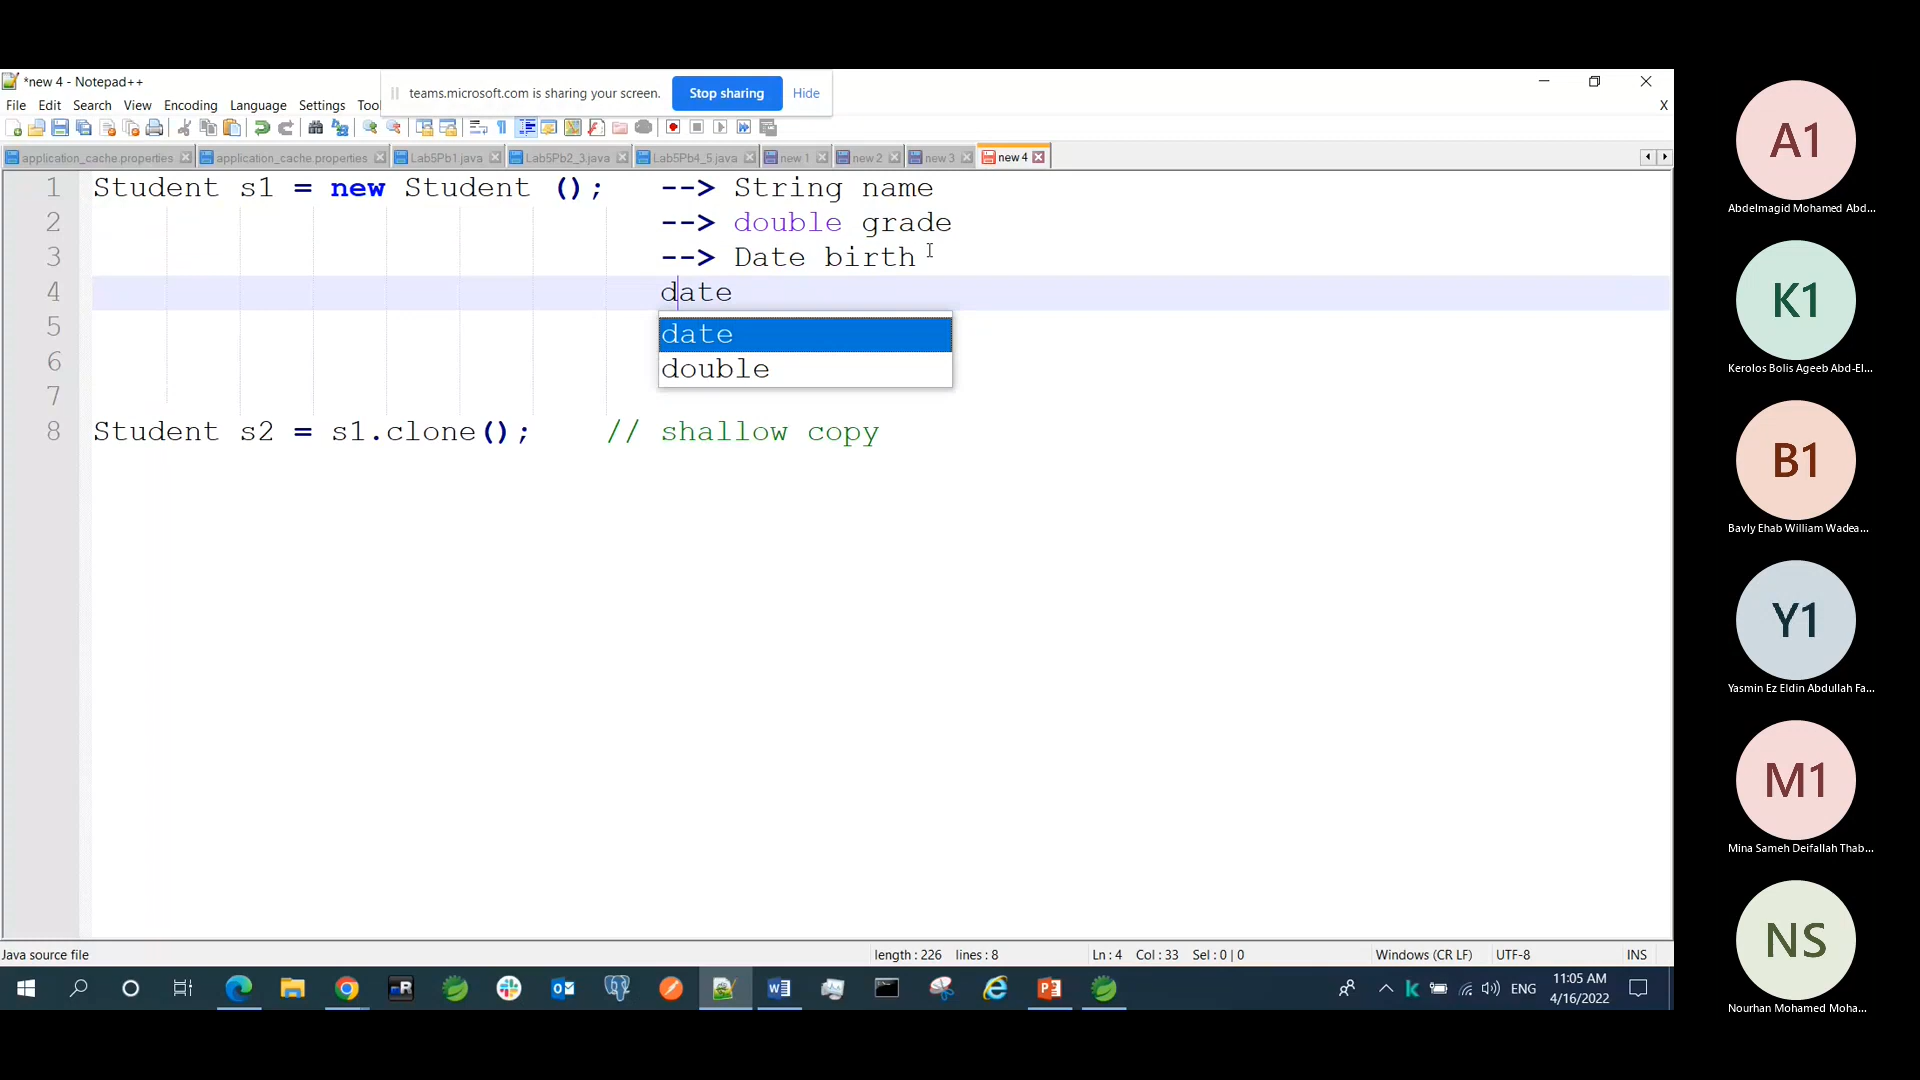 *new 4 - Notepad++
teams.microsoft.com is sharing your screen. Stop sharing Hide
File Edit Search View Encoding Language Settings Tool
X
application_cache.properties application_cache.properties Lab5Pb1 java Lab5Pb2_3.java Lab5Pb4_5 java new 1 new 2 new 3 new 4
1 Student s1 = new Student (); --> String name
2 --> double grade
3 --> Date birth
4 date
date
5
double
6
7
8 Student s2 = s1.clone(); // shallow copy
Java source file length : 226 lines : 8 Ln : 4 Col : 33 Sel : 0 | 0 Windows (CR LF) UTF-8 INS
ENG 11:05 AM
4/16/2022
A1
Abdelmagid Mohamed Abd...
K1
Kerolos Bolis Ageeb Abd-El...
B1
Bavly Ehab William Wadea...
Y1
Yasmin Ez Eldin Abdullah Fa...
M1
Mina Sameh Deifallah Thab...
NS
Nourhan Mohamed Moha...